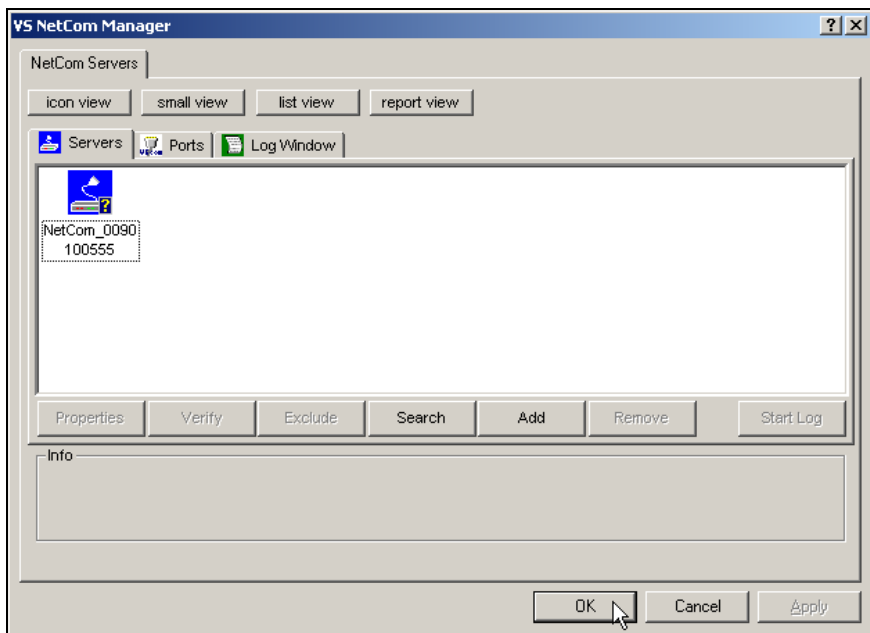 VS NetCom Manager
NetCom Servers
icon view small view list view report view
Servers Ports Log Window
NetCom_0090
100555
Properties Verify Exclude Search Add Remove Start Log
Info
OK Cancel Apply